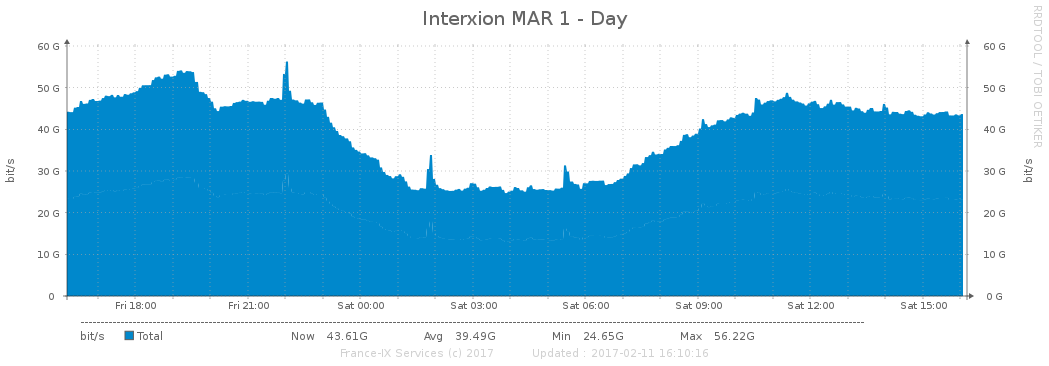 Interxion MAR 1 - Day
RRDTOOL / TOBI OETIKER
bit/s
60 G
50 G
40 G
30 G
20 G
10 G
0
60 G
50 G
40 G
30 G
20 G
10 G
0 G
bit/s
Fri 18:00 Fri 21:00 Sat 00:00 Sat 03:00 Sat 06:00 Sat 09:00 Sat 12:00 Sat 15:00
bit/s Total Now 43.61G Avg 39.49G Min 24.65G Max 56.22G
France-IX Services (c) 2017 Updated : 2017-02-11 16:10:16